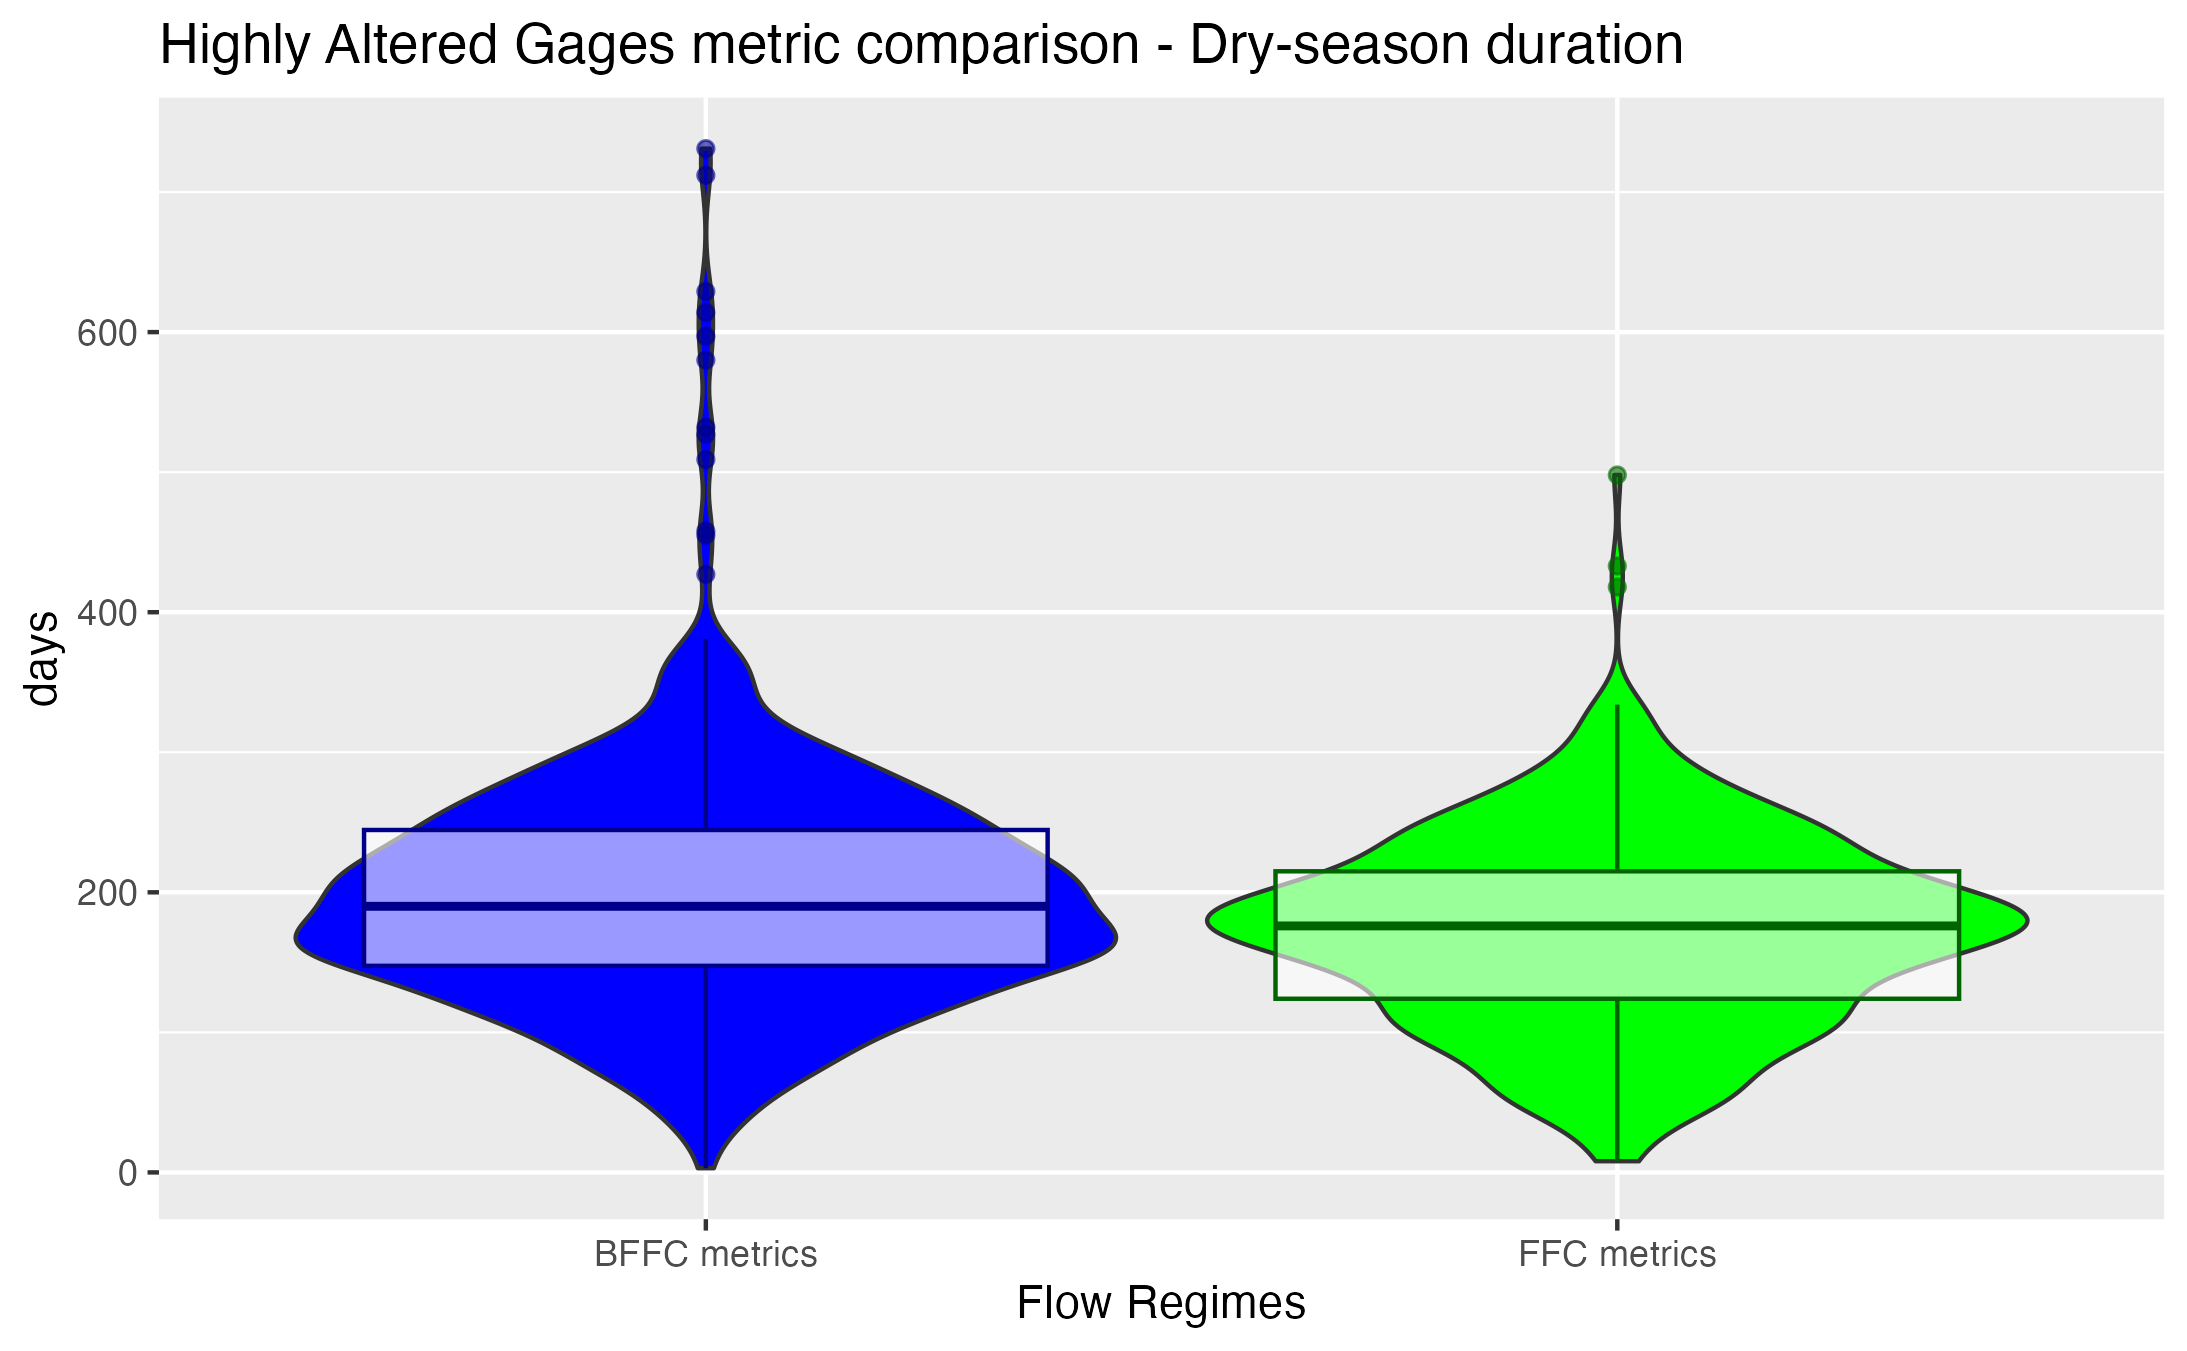 Highly Altered Gages metric comparison - Dry-season duration
days
600
400
200
0
BFFC metrics
FFC metrics
Flow Regimes